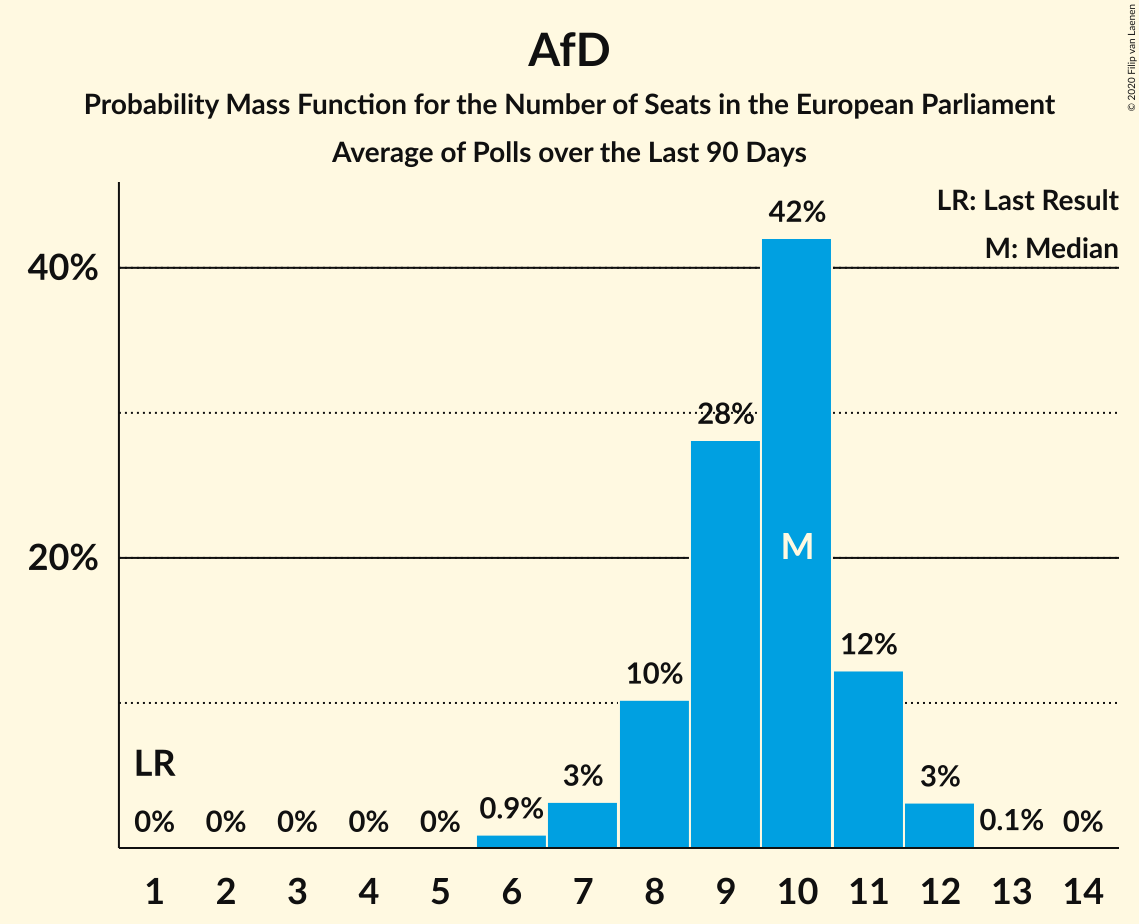 AfD
Probability Mass Function for the Number of Seats in the European Parliament
Average of Polls over the Last 90 Days
© 2020 Filip van Laenen
LR: Last Result
M: Median
40%
20%
42%
28%
M
12%
10%
LR
3%
3%
0%
0%
0%
0%
0%
0.9%
0.1%
0%
1 2 3 4 5 6 7 8 9 10 11 12 13 14